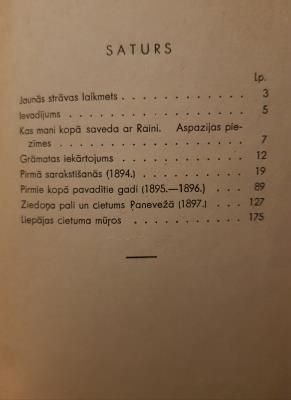 SATURS
Lp.
Jaunās strāvas laikmets . . . . . . . . . . . . 3
Ievadījums . . . . . . . . . . . . . . . . 5
Kas mani kopā saveda ar Raini. Aspazijas pie-
zīmes . . . . . . . . . . . . . . . . . 7
Grāmatas iekārtojums . . . . . . . . . . . . 12
Pirmā sarakstīšanās (1894.) . . . . . . . . . . 19
Pirmie kopā pavadītie gadi (1895.—1896.) . . . . . 89
Ziedoņa pali un cietums Paņevežā (1897.) . . . . . 127
Liepājas cietuma mūros . . . . . . . . . . . 175